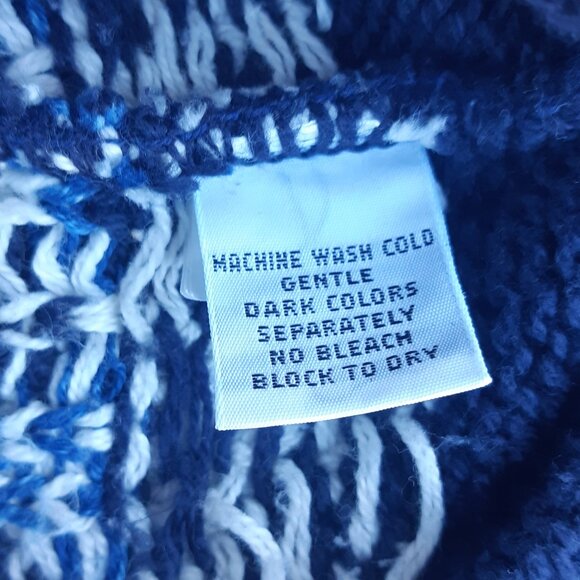 MACHINE WASH COLD
GENTLE
DARK COLORS
SEPARATELY
NO BLEACH
BLOCK TO DRY